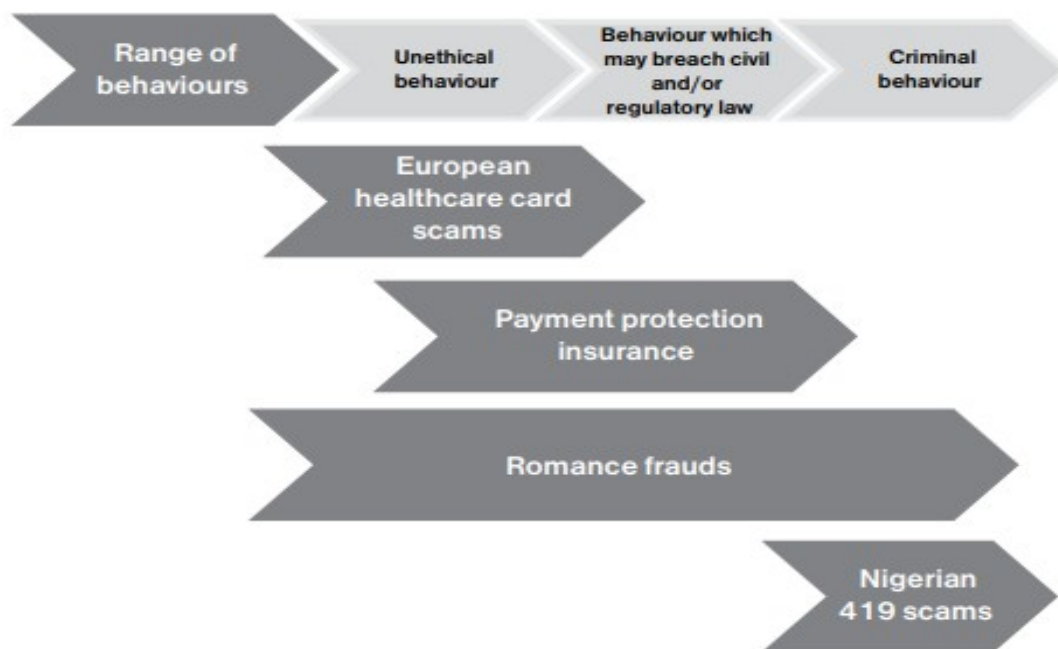 Range of
behaviours
Unethical
behaviour
Behaviour which
may breach civil
and/or
regulatory law
Criminal
behaviour
European
healthcare card
scams
Payment protection
insurance
Romance frauds
Nigerian
419 scams